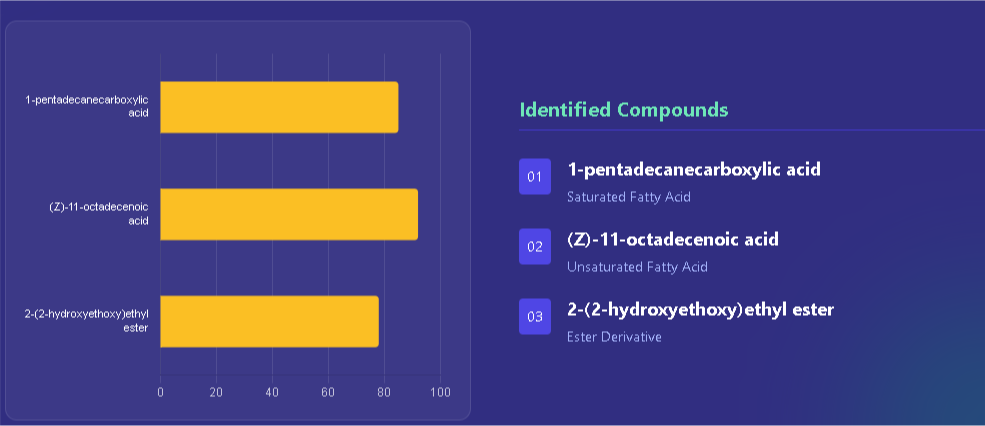 1-pentadecanecarboxylic
acid
(Z)-11-octadecenoic
acid
2-(2-hydroxyethoxy)ethyl
ester
0 20 40 60 80 100
Identified Compounds
01
1-pentadecanecarboxylic acid
Saturated Fatty Acid
02
(Z)-11-octadecenoic acid
Unsaturated Fatty Acid
03
2-(2-hydroxyethoxy)ethyl ester
Ester Derivative